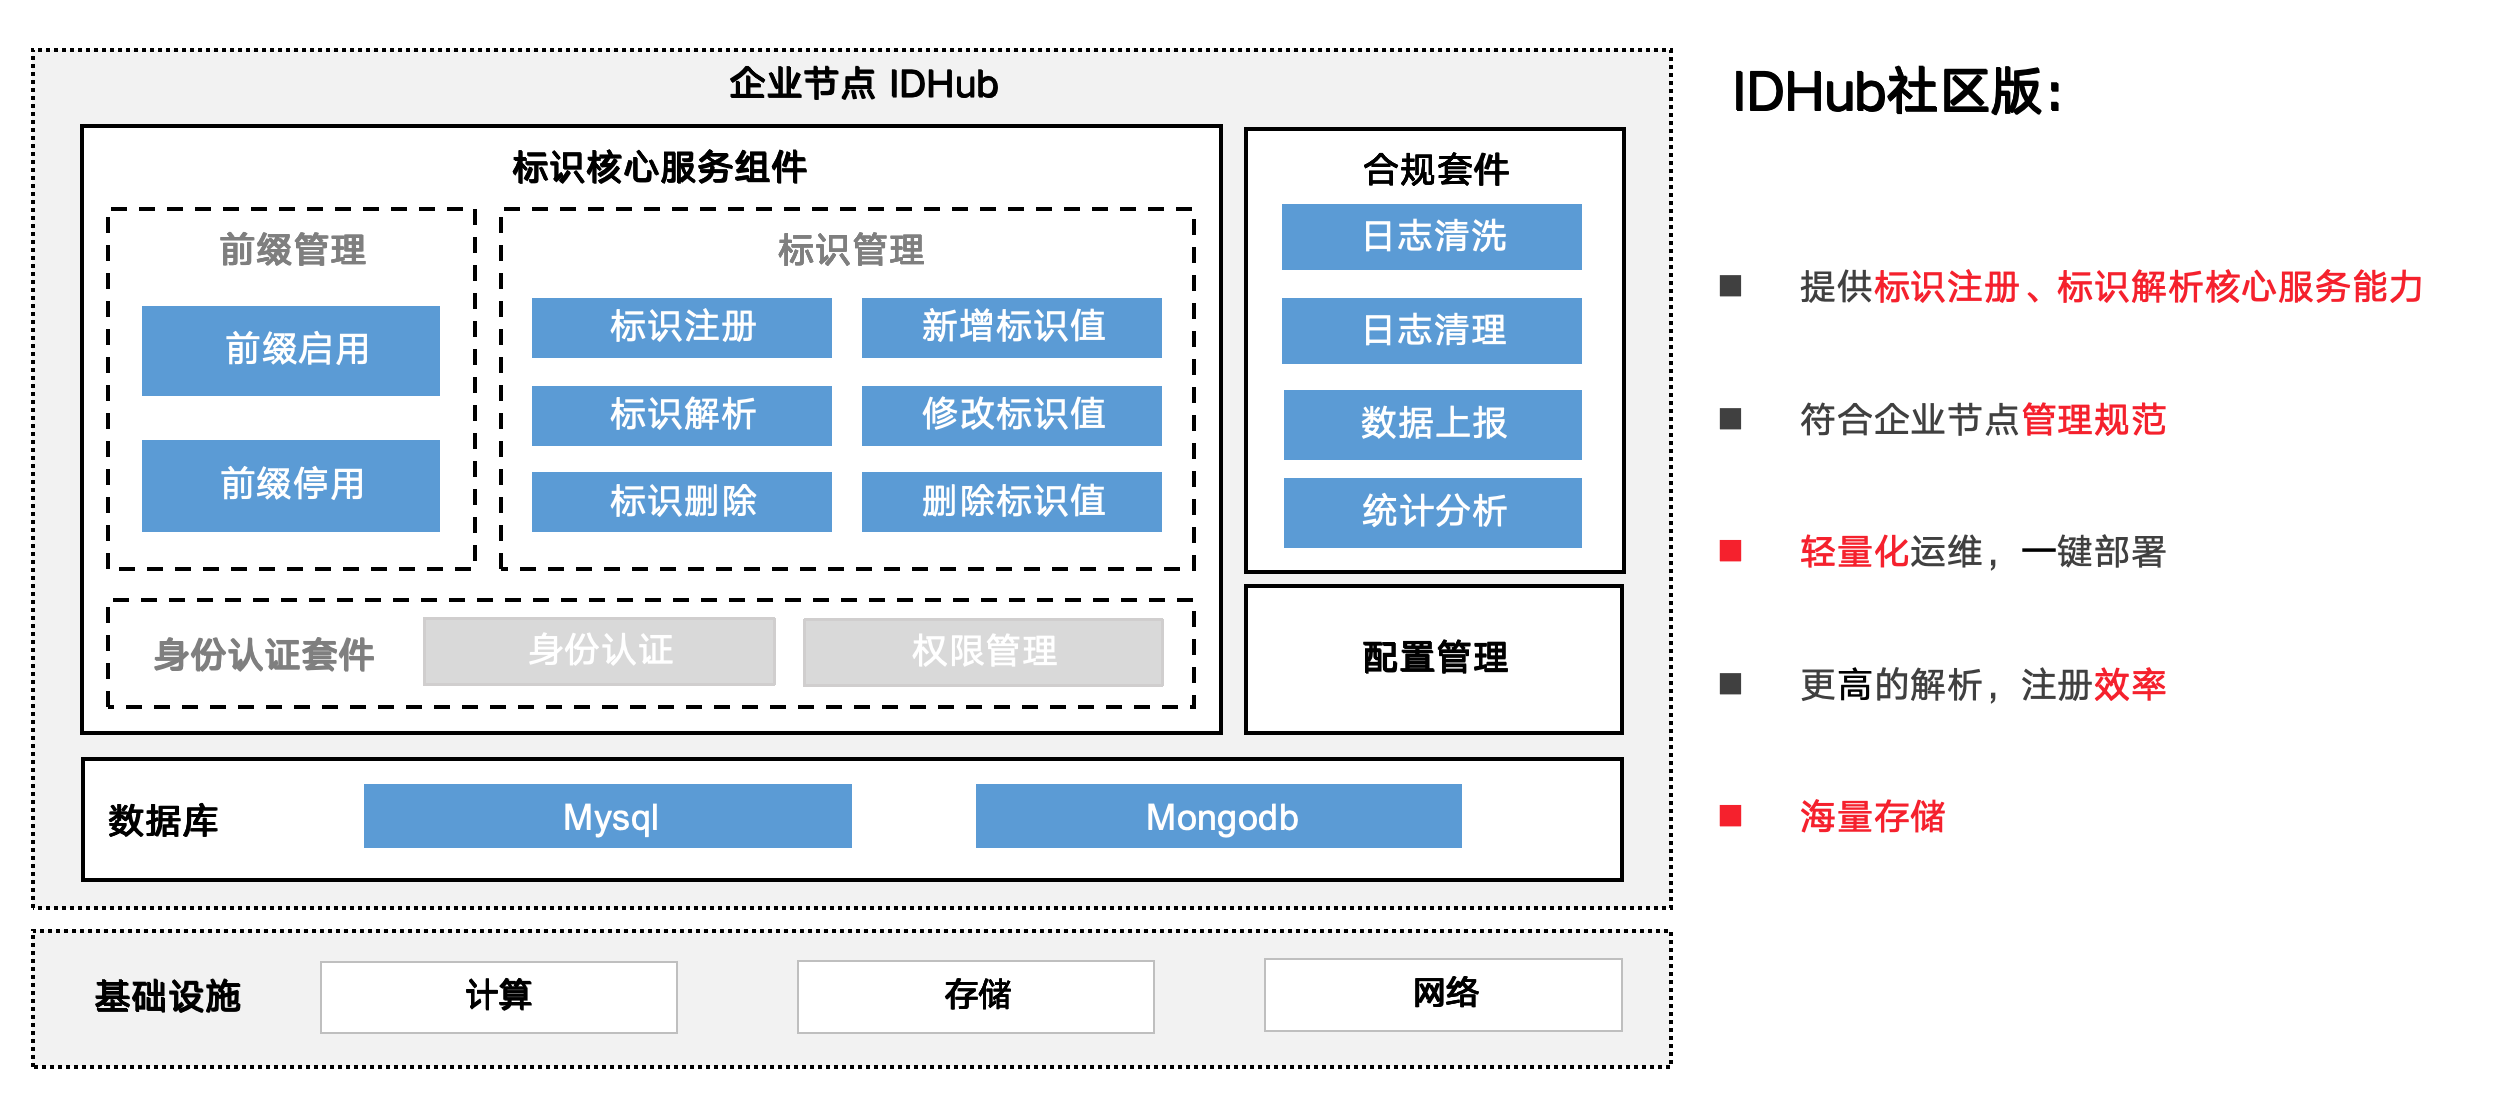 企业节点 IDHub
标识核心服务组件
前缀管理
前缀启用
前缀停用
标识管理
标识注册
新增标识值
标识解析
修改标识值
标识删除
删除标识值
身份认证套件
身份认证
权限管理
合规套件
日志清洗
日志清理
数据上报
统计分析
配置管理
数据库
Mysql
Mongodb
基础设施
计算
存储
网络
IDHub社区版:
■ 提供标识注册、标识解析核心服务能力
■ 符合企业节点管理规范
■ 轻量化运维，一键部署
■ 更高的解析，注册效率
■ 海量存储